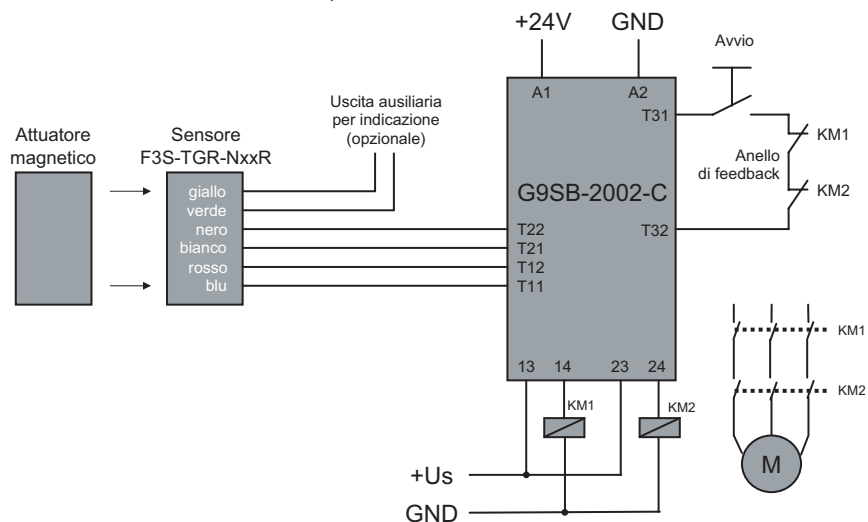 +24V
GND
Avvio
A1
A2
T31
Uscita ausiliaria
per indicazione
(opzionale)
Attuatore
magnetico
Sensore
F3S-TGR-NxxR
KM1
Anello
di feedback
KM2
G9SB-2002-C
giallo
verde
nero
bianco
rosso
blu
T22
T21
T12
T11
T32
13
14
23
24
KM1
KM2
KM1
KM2
M
+Us
GND